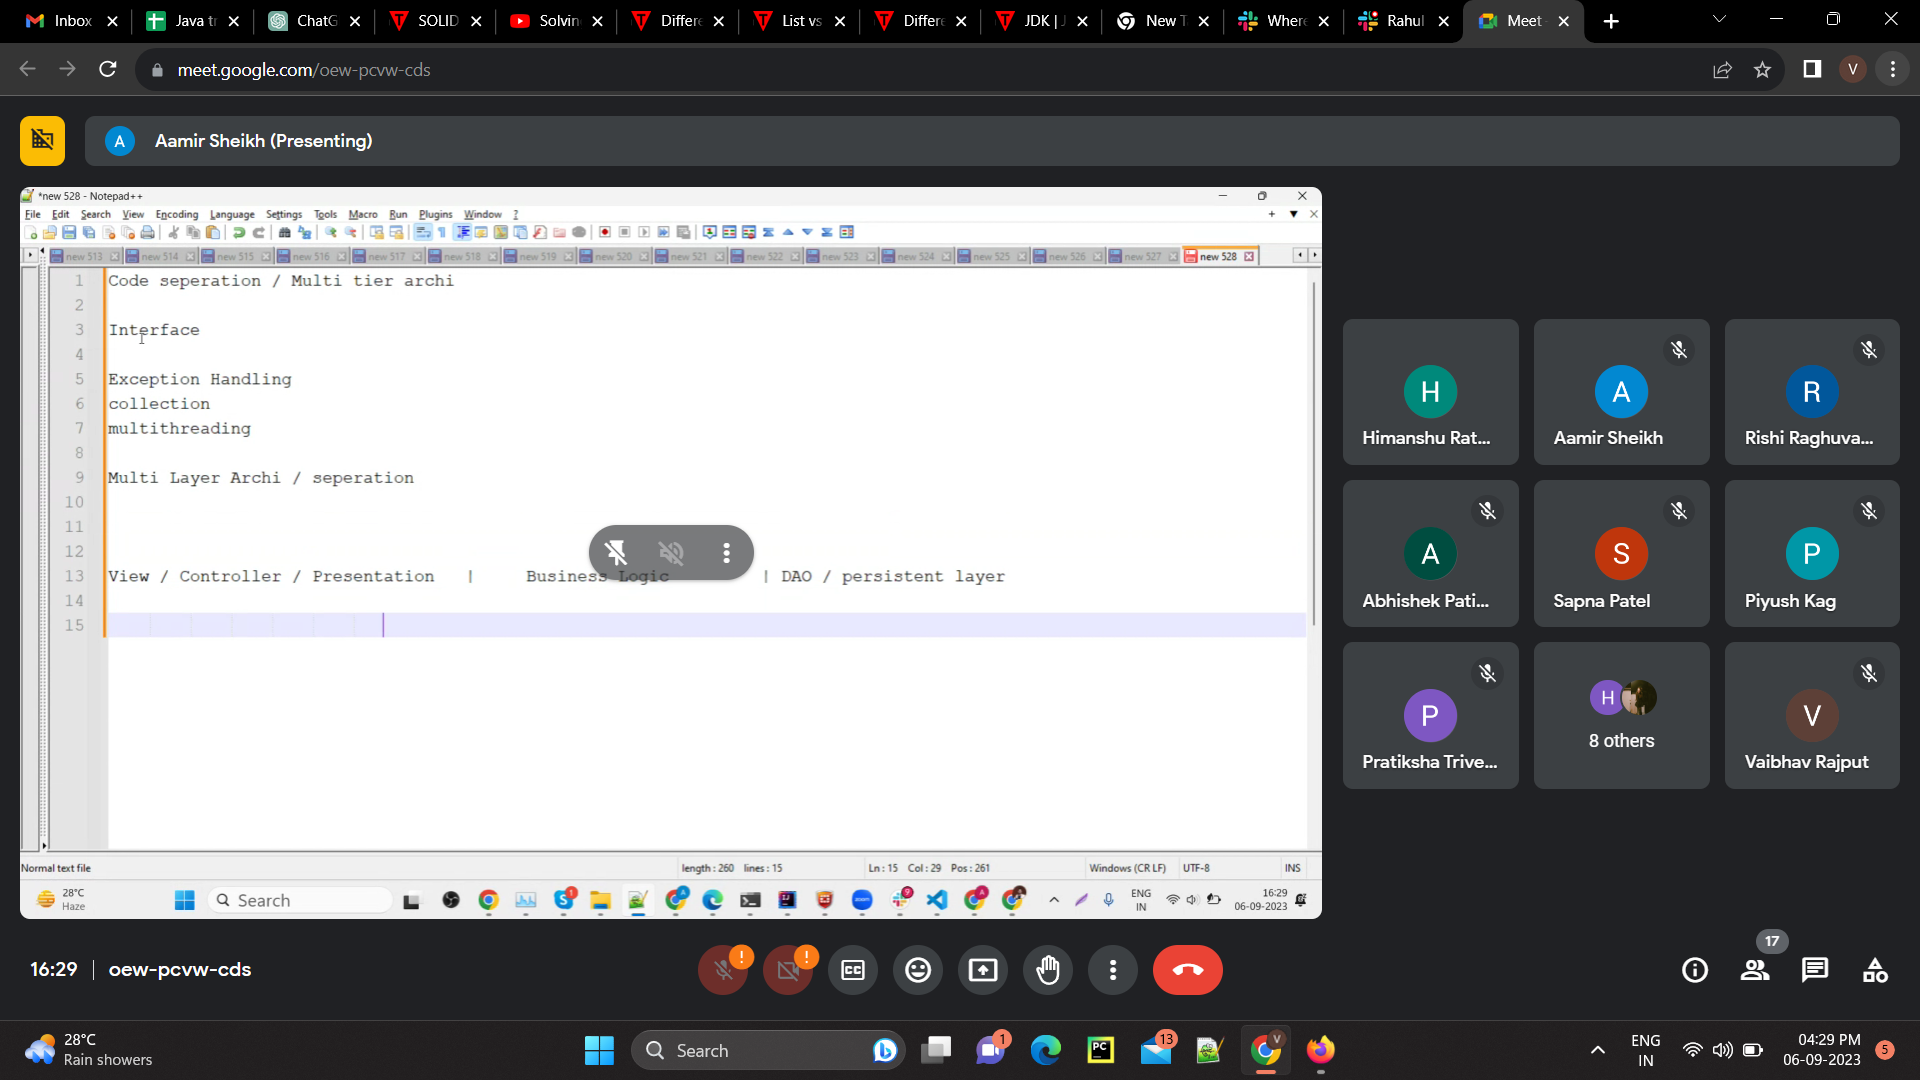 Inbox
Java tr
ChatG
SOLID
Solvin
Differe
List vs
Differe
JDK | J
New T
Where
Rahul
Meet -
meet.google.com/oew-pcvw-cds
V
A
Aamir Sheikh (Presenting)
*new 528 - Notepad++
File Edit Search View Encoding Language Settings Tools Macro Run Plugins Window ?
new 513 new 514 new 515 new 516 new 517 new 518 new 519 new 520 new 521 new 522 new 523 new 524 new 525 new 526 new 527 new 528
1 Code seperation / Multi tier archi
2
3 Interface
4
5 Exception Handling
6 collection
7 multithreading
8
9 Multi Layer Archi / seperation
10
11
12
13 View / Controller / Presentation | Business Logic | DAO / persistent layer
14
15
Normal text file
length : 260 lines : 15
Ln : 15 Col : 29 Pos : 261
Windows (CR LF)
UTF-8
INS
28°C
Haze
Search
ENG
IN
16:29
06-09-2023
H
Himanshu Rat...
A
Aamir Sheikh
R
Rishi Raghuva...
A
Abhishek Pati...
S
Sapna Patel
P
Piyush Kag
P
Pratiksha Trive...
H
8 others
V
Vaibhav Rajput
16:29 | oew-pcvw-cds
17
28°C
Rain showers
Search
1
PC
13
V
ENG
IN
04:29 PM
06-09-2023
5